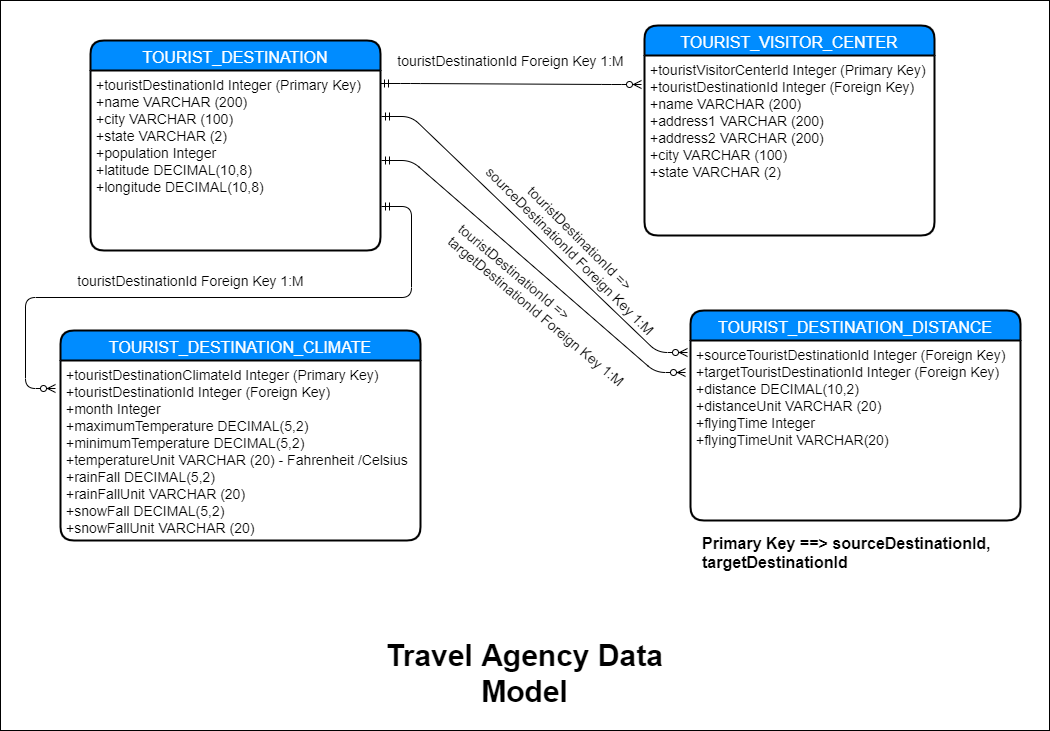 TOURIST_DESTINATION
+touristDestinationId Integer (Primary Key)
+name VARCHAR (200)
+city VARCHAR (100)
+state VARCHAR (2)
+population Integer
+latitude DECIMAL(10,8)
+longitude DECIMAL(10,8)
touristDestinationId Foreign Key 1:M
TOURIST_VISITOR_CENTER
+touristVisitorCenterId Integer (Primary Key)
+touristDestinationId Integer (Foreign Key)
+name VARCHAR (200)
+address1 VARCHAR (200)
+address2 VARCHAR (200)
+city VARCHAR (100)
+state VARCHAR (2)
touristDestinationId =>
sourceDestinationId Foreign Key 1:M
touristDestinationId =>
targetDestinationId Foreign Key 1:M
touristDestinationId Foreign Key 1:M
TOURIST_DESTINATION_CLIMATE
+touristDestinationClimateId Integer (Primary Key)
+touristDestinationId Integer (Foreign Key)
+month Integer
+maximumTemperature DECIMAL(5,2)
+minimumTemperature DECIMAL(5,2)
+temperatureUnit VARCHAR (20) - Fahrenheit /Celsius
+rainFall DECIMAL(5,2)
+rainFallUnit VARCHAR (20)
+snowFall DECIMAL(5,2)
+snowFallUnit VARCHAR (20)
TOURIST_DESTINATION_DISTANCE
+sourceTouristDestinationId Integer (Foreign Key)
+targetTouristDestinationId Integer (Foreign Key)
+distance DECIMAL(10,2)
+distanceUnit VARCHAR (20)
+flyingTime Integer
+flyingTimeUnit VARCHAR(20)
Primary Key ==> sourceDestinationId,
targetDestinationId
Travel Agency Data
Model